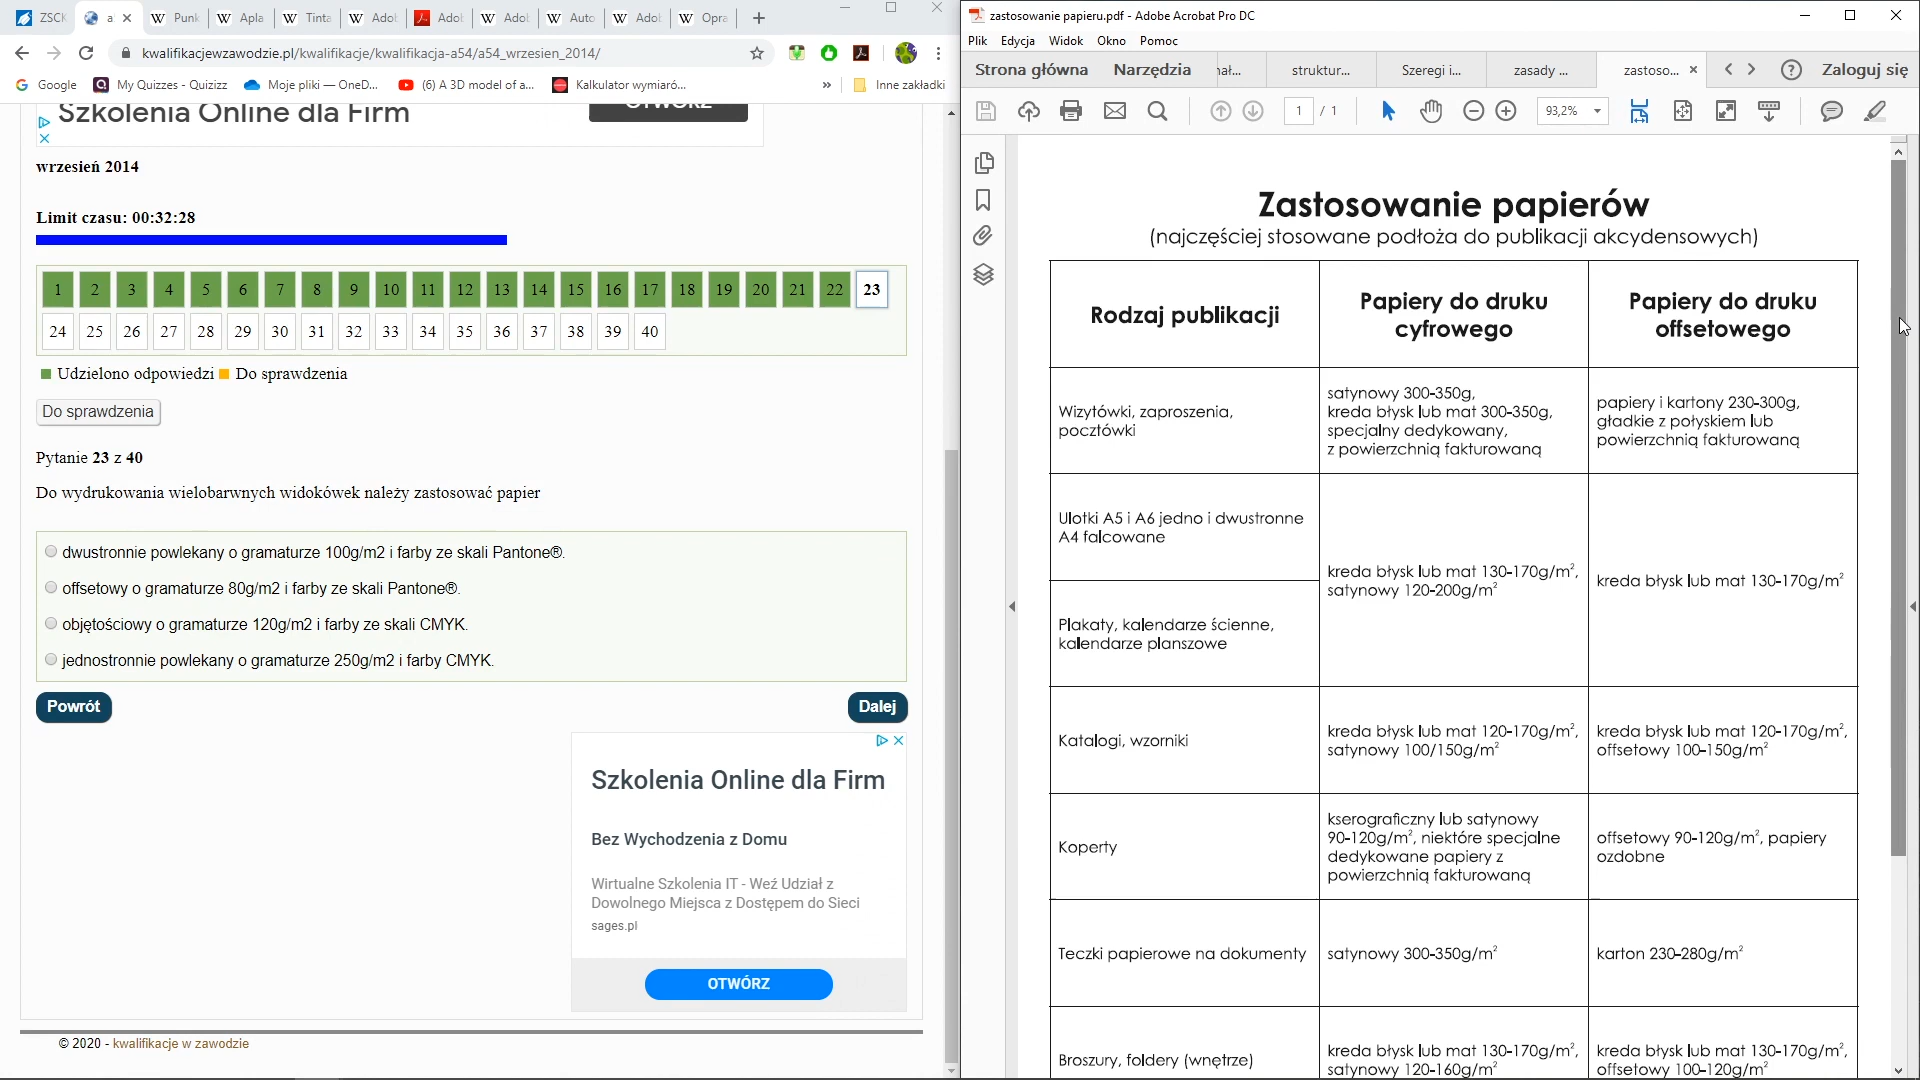 ZSCK
a
Punk
Apla
Tinta
Adol
Adol
Adol
Auto
Adol
Opra
kwalifikacjewzawodzie.pl/kwalifikacje/kwalifikacja-a54/a54_wrzesien_2014/
Google
My Quizzes - Quizizz
Moje pliki — OneD...
(6) A 3D model of a...
Kalkulator wymiaró...
»
Inne zakładki
Szkolenia Online dla Firm
OTWÓRZ
wrzesień 2014
Limit czasu: 00:32:28
1 2 3 4 5 6 7 8 9 10 11 12 13 14 15 16 17 18 19 20 21 22 23
24 25 26 27 28 29 30 31 32 33 34 35 36 37 38 39 40
Udzielono odpowiedzi Do sprawdzenia
Do sprawdzenia
Pytanie 23 z 40
Do wydrukowania wielobarwnych widokówek należy zastosować papier
dwustronnie powlekany o gramaturze 100g/m2 i farby ze skali Pantone®.
offsetowy o gramaturze 80g/m2 i farby ze skali Pantone®.
objętościowy o gramaturze 120g/m2 i farby ze skali CMYK.
jednostronnie powlekany o gramaturze 250g/m2 i farby CMYK.
Powrót
Dalej
Szkolenia Online dla Firm
Bez Wychodzenia z Domu
Wirtualne Szkolenia IT - Weź Udział z
Dowolnego Miejsca z Dostępem do Sieci
sages.pl
OTWÓRZ
© 2020 - kwalifikacje w zawodzie
zastosowanie papieru.pdf - Adobe Acrobat Pro DC
Plik Edycja Widok Okno Pomoc
Strona główna
Narzędzia
ał...
struktur...
Szeregi i...
zasady ...
zastoso...
Zaloguj się
1 / 1
93,2%
Zastosowanie papierów
(najczęściej stosowane podłoża do publikacji akcydensowych)
Rodzaj publikacji
Papiery do druku
cyfrowego
Papiery do druku
offsetowego
Wizytówki, zaproszenia,
pocztówki
satynowy 300-350g,
kreda błysk lub mat 300-350g,
specjalny dedykowany,
z powierzchnią fakturowaną
papiery i kartony 230-300g,
gładkie z połyskiem lub
powierzchnią fakturowaną
Ulotki A5 i A6 jedno i dwustronne
A4 falcowane
kreda błysk lub mat 130-170g/m²,
satynowy 120-200g/m²
kreda błysk lub mat 130-170g/m²
Plakaty, kalendarze ścienne,
kalendarze planszowe
Katalogi, wzorniki
kreda błysk lub mat 120-170g/m²,
satynowy 100/150g/m²
kreda błysk lub mat 120-170g/m²,
offsetowy 100-150g/m²
Koperty
kserograficzny lub satynowy
90-120g/m², niektóre specjalne
dedykowane papiery z
powierzchnią fakturowaną
offsetowy 90-120g/m², papiery
ozdobne
Teczki papierowe na dokumenty
satynowy 300-350g/m²
karton 230-280g/m²
Broszury, foldery (wnętrze)
kreda błysk lub mat 130-170g/m²,
satynowy 120-160g/m²
kreda błysk lub mat 130-170g/m²,
offsetowy 100-120g/m²